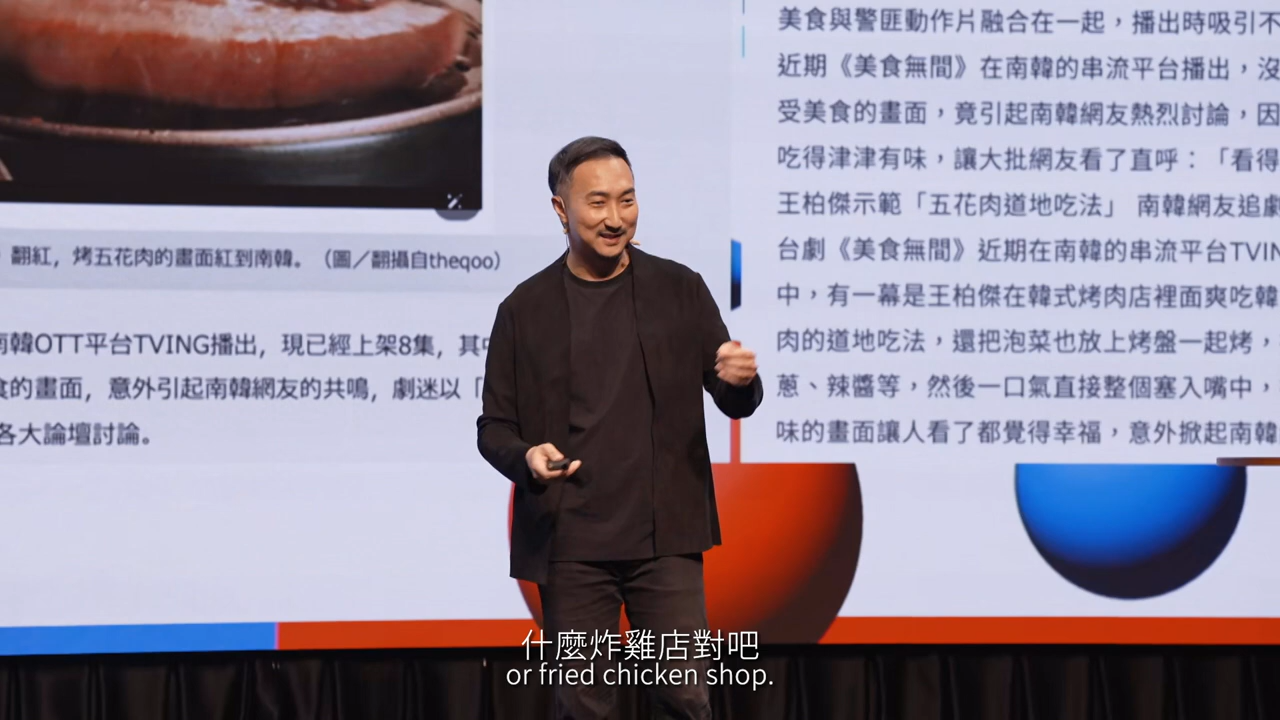 翻紅，烤五花肉的畫面紅到南韓。（圖／翻攝自theqoo）
南韓OTT平台TVING播出，現已經上架8集，其中
食的畫面，意外引起南韓網友的共鳴，劇迷以「
各大論壇討論。
美食與警匪動作片融合在一起，播出時吸引不
近期《美食無間》在南韓的串流平台播出，沒
受美食的畫面，竟引起南韓網友熱烈討論，因
吃得津津有味，讓大批網友看了直呼：「看得
王柏傑示範「五花肉道地吃法」 南韓網友追劇
台劇《美食無間》近期在南韓的串流平台TVIN
中，有一幕是王柏傑在韓式烤肉店裡面爽吃韓
肉的道地吃法，還把泡菜也放上烤盤一起烤，
蔥、辣醬等，然後一口氣直接整個塞入嘴中，
味的畫面讓人看了都覺得幸福，意外掀起南韓
什麼炸雞店對吧
or fried chicken shop.